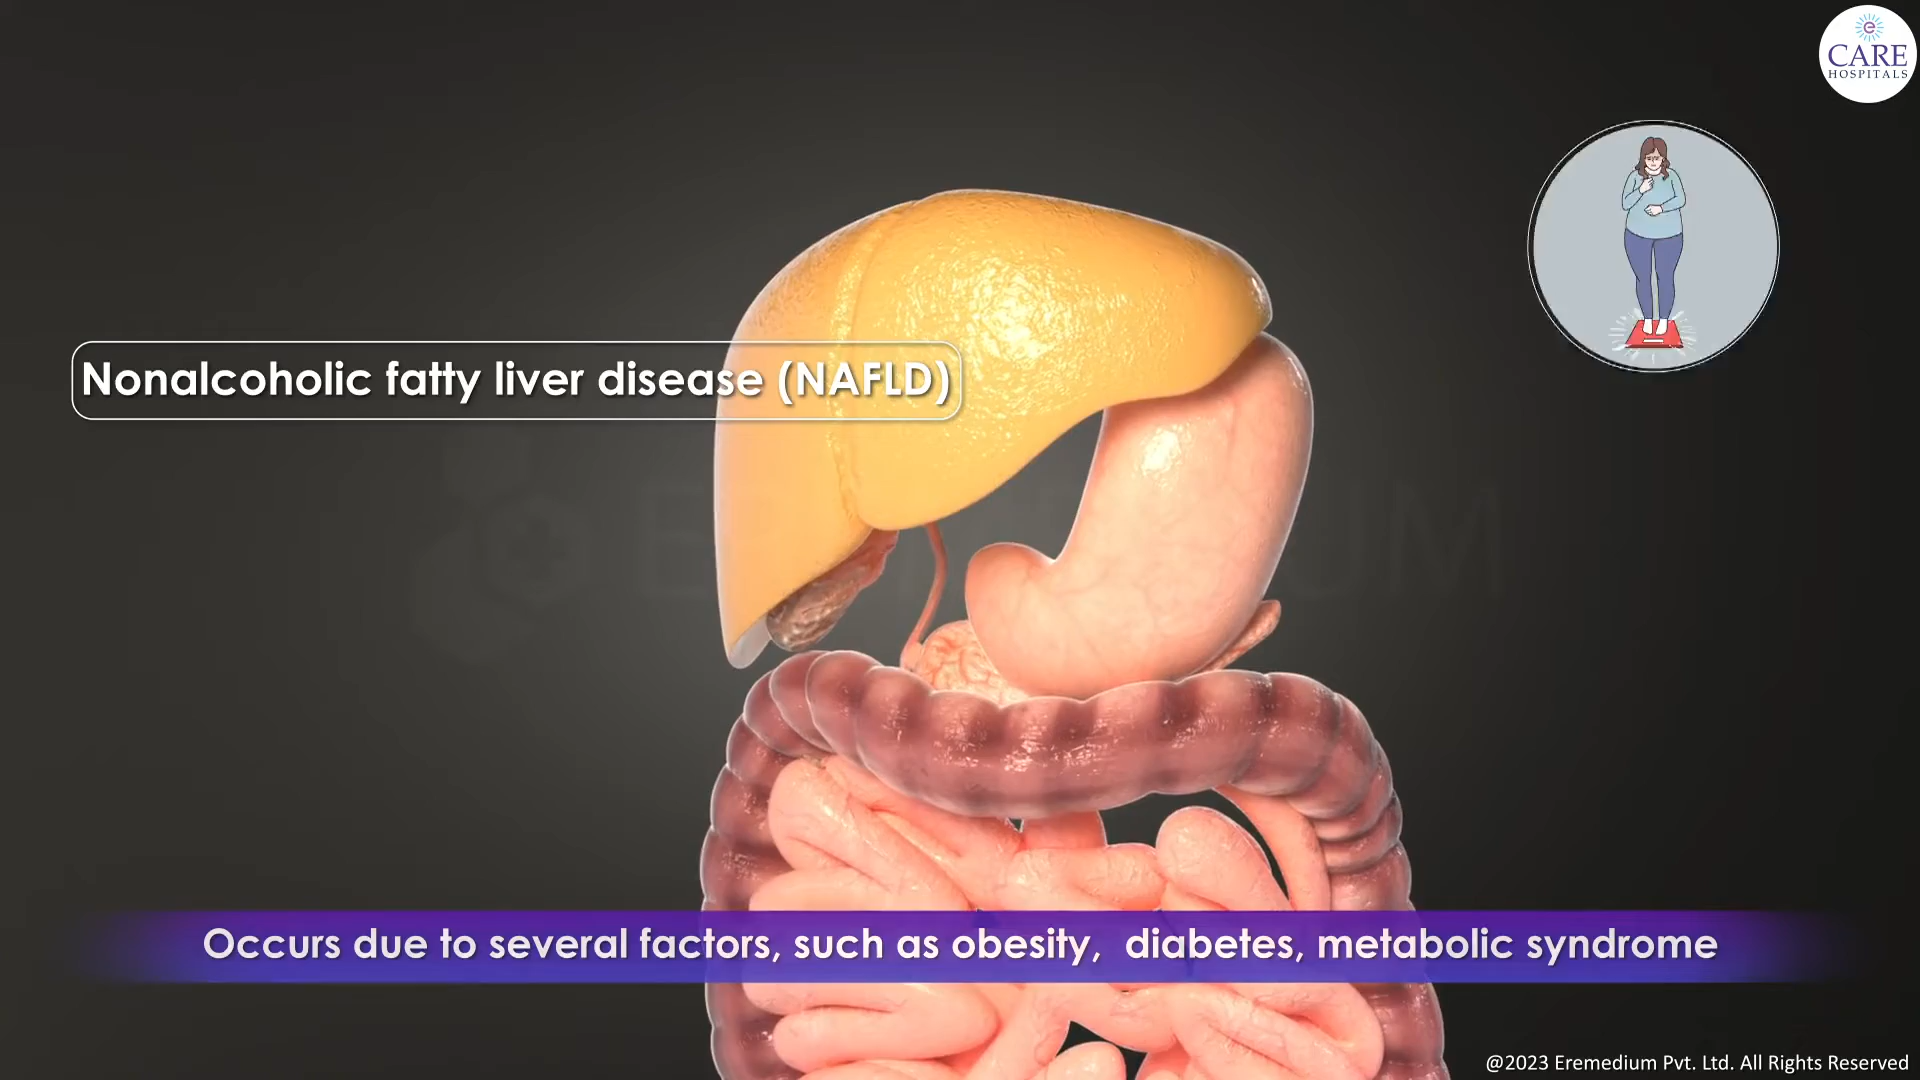 e
CARE
HOSPITALS
Nonalcoholic fatty liver disease (NAFLD)
Occurs due to several factors, such as obesity, diabetes, metabolic syndrome
@2023 Eremedium Pvt. Ltd. All Rights Reserved